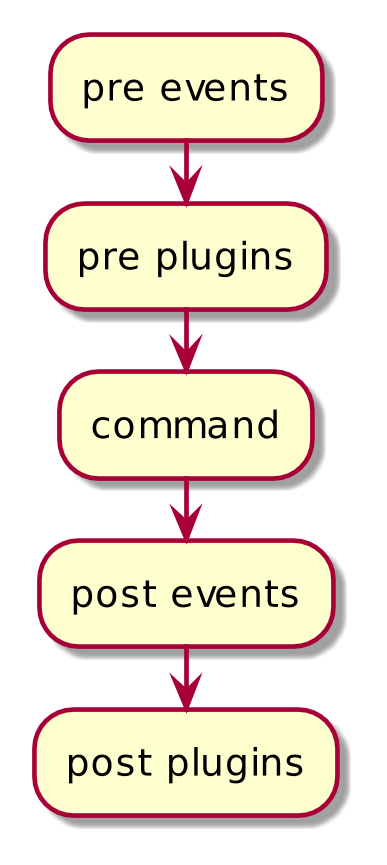 pre events
pre plugins
command
post events
post plugins